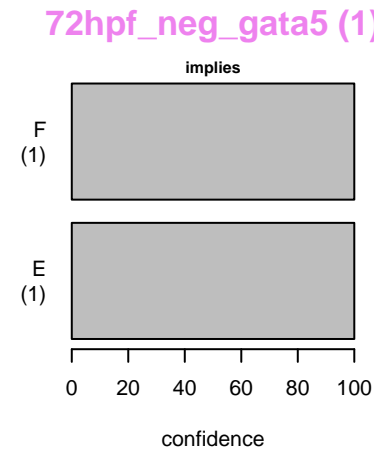 72hpf_neg_gata5 (1)
implies
F
(1)
E
(1)
0 20 40 60 80 100
confidence